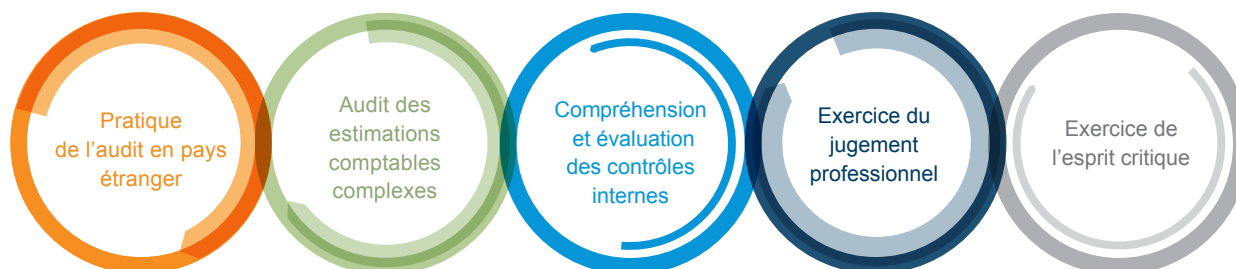 Pratique
de l’audit en pays
étranger
Audit des
estimations
comptables
complexes
Compréhension
et évaluation
des contrôles
internes
Exercice du
jugement
professionnel
Exercice de
l’esprit critique